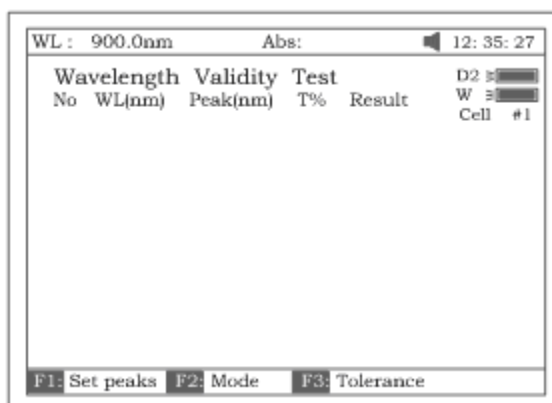 WL : 900.0nm Abs: 12: 35: 27
Wavelength Validity Test D2
No WL(nm) Peak(nm) T% Result W
Cell #1
F1: Set peaks F2: Mode F3: Tolerance